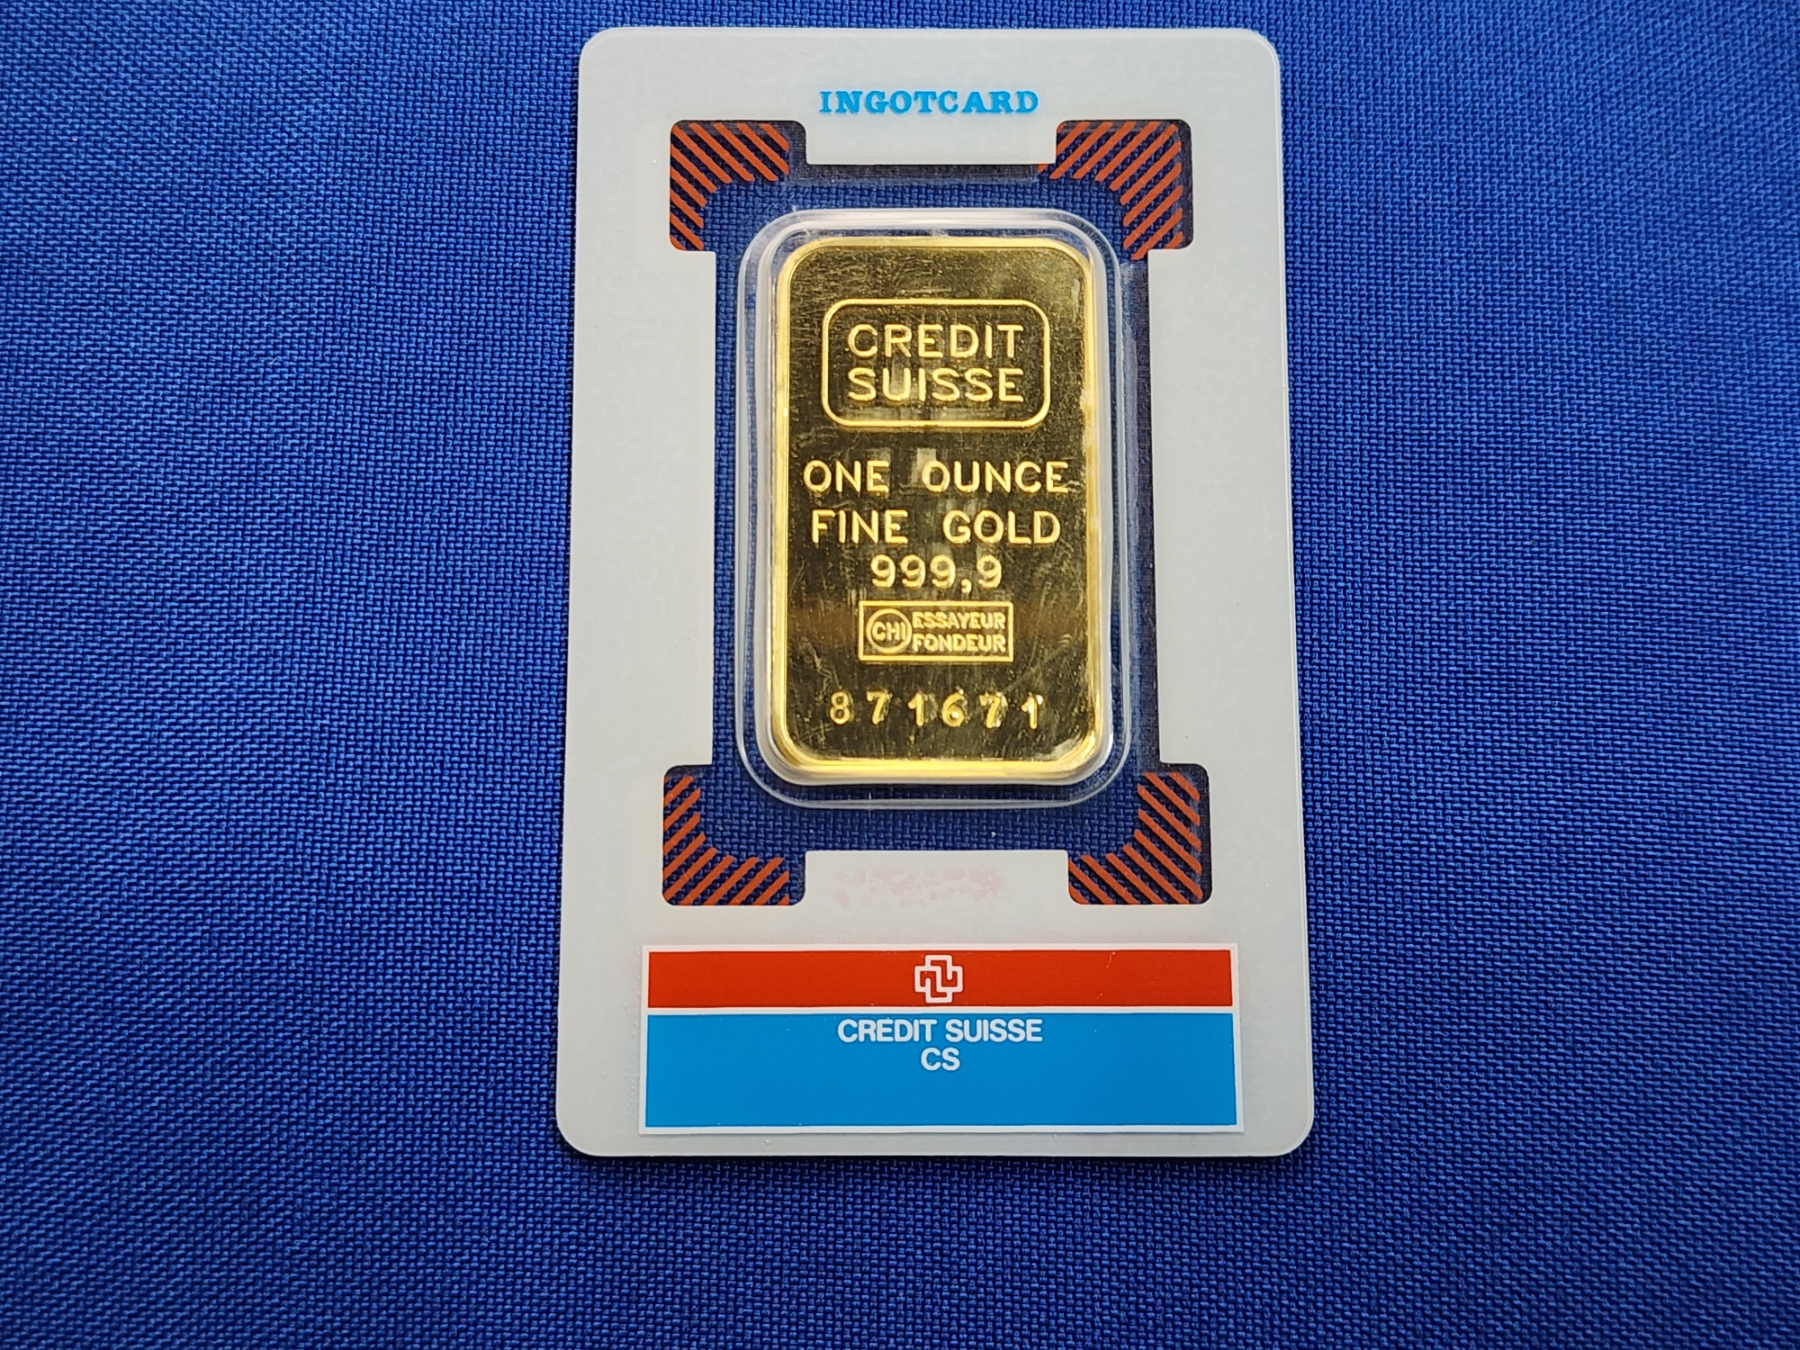 INGOTCARD
CREDIT
SUISSE
ONE OUNCE
FINE GOLD
999,9
CHI ESSAYEUR
FONDEUR
871671
CREDIT SUISSE
CS